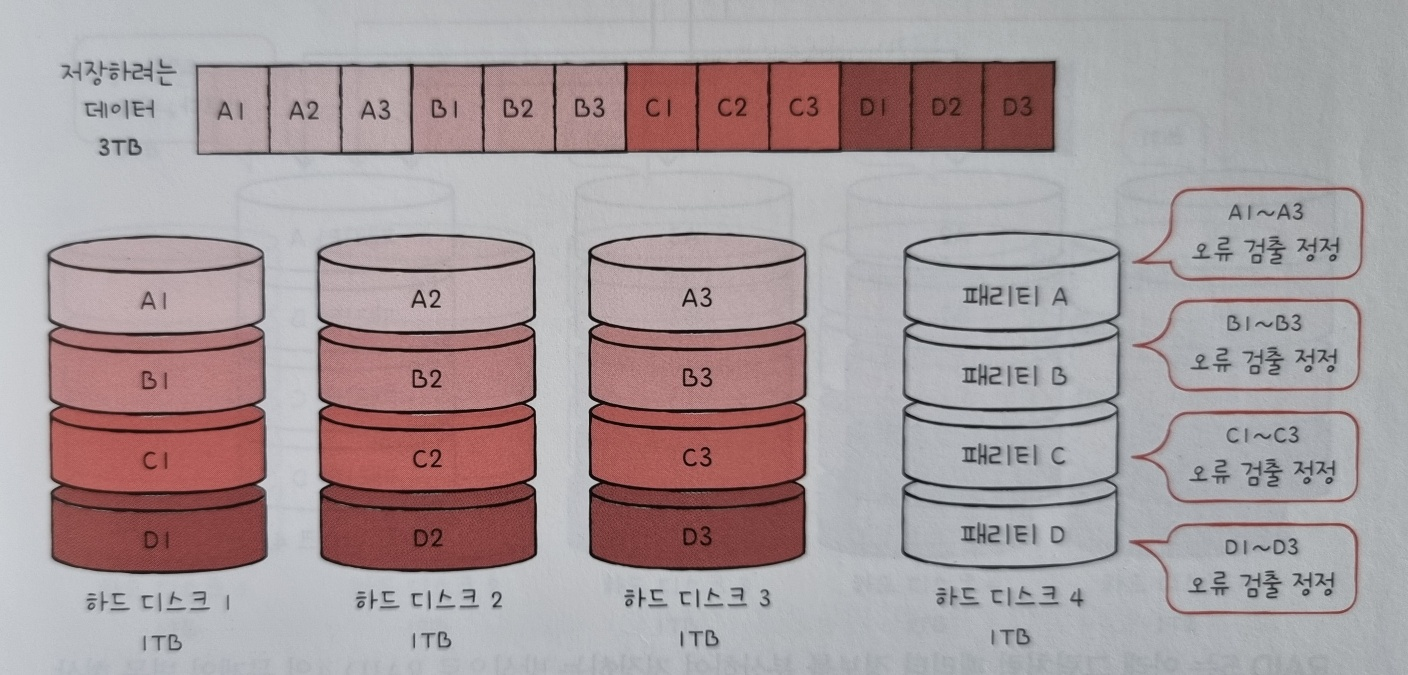 저장하려는
데이터
3TB
A1 A2 A3 B1 B2 B3 C1 C2 C3 D1 D2 D3
A1
B1
C1
D1
하드 디스크 1
1TB
A2
B2
C2
D2
하드 디스크 2
1TB
A3
B3
C3
D3
하드 디스크 3
1TB
패리티 A
패리티 B
패리티 C
패리티 D
하드 디스크 4
1TB
A1~A3
오류 검출 정정
B1~B3
오류 검출 정정
C1~C3
오류 검출 정정
D1~D3
오류 검출 정정